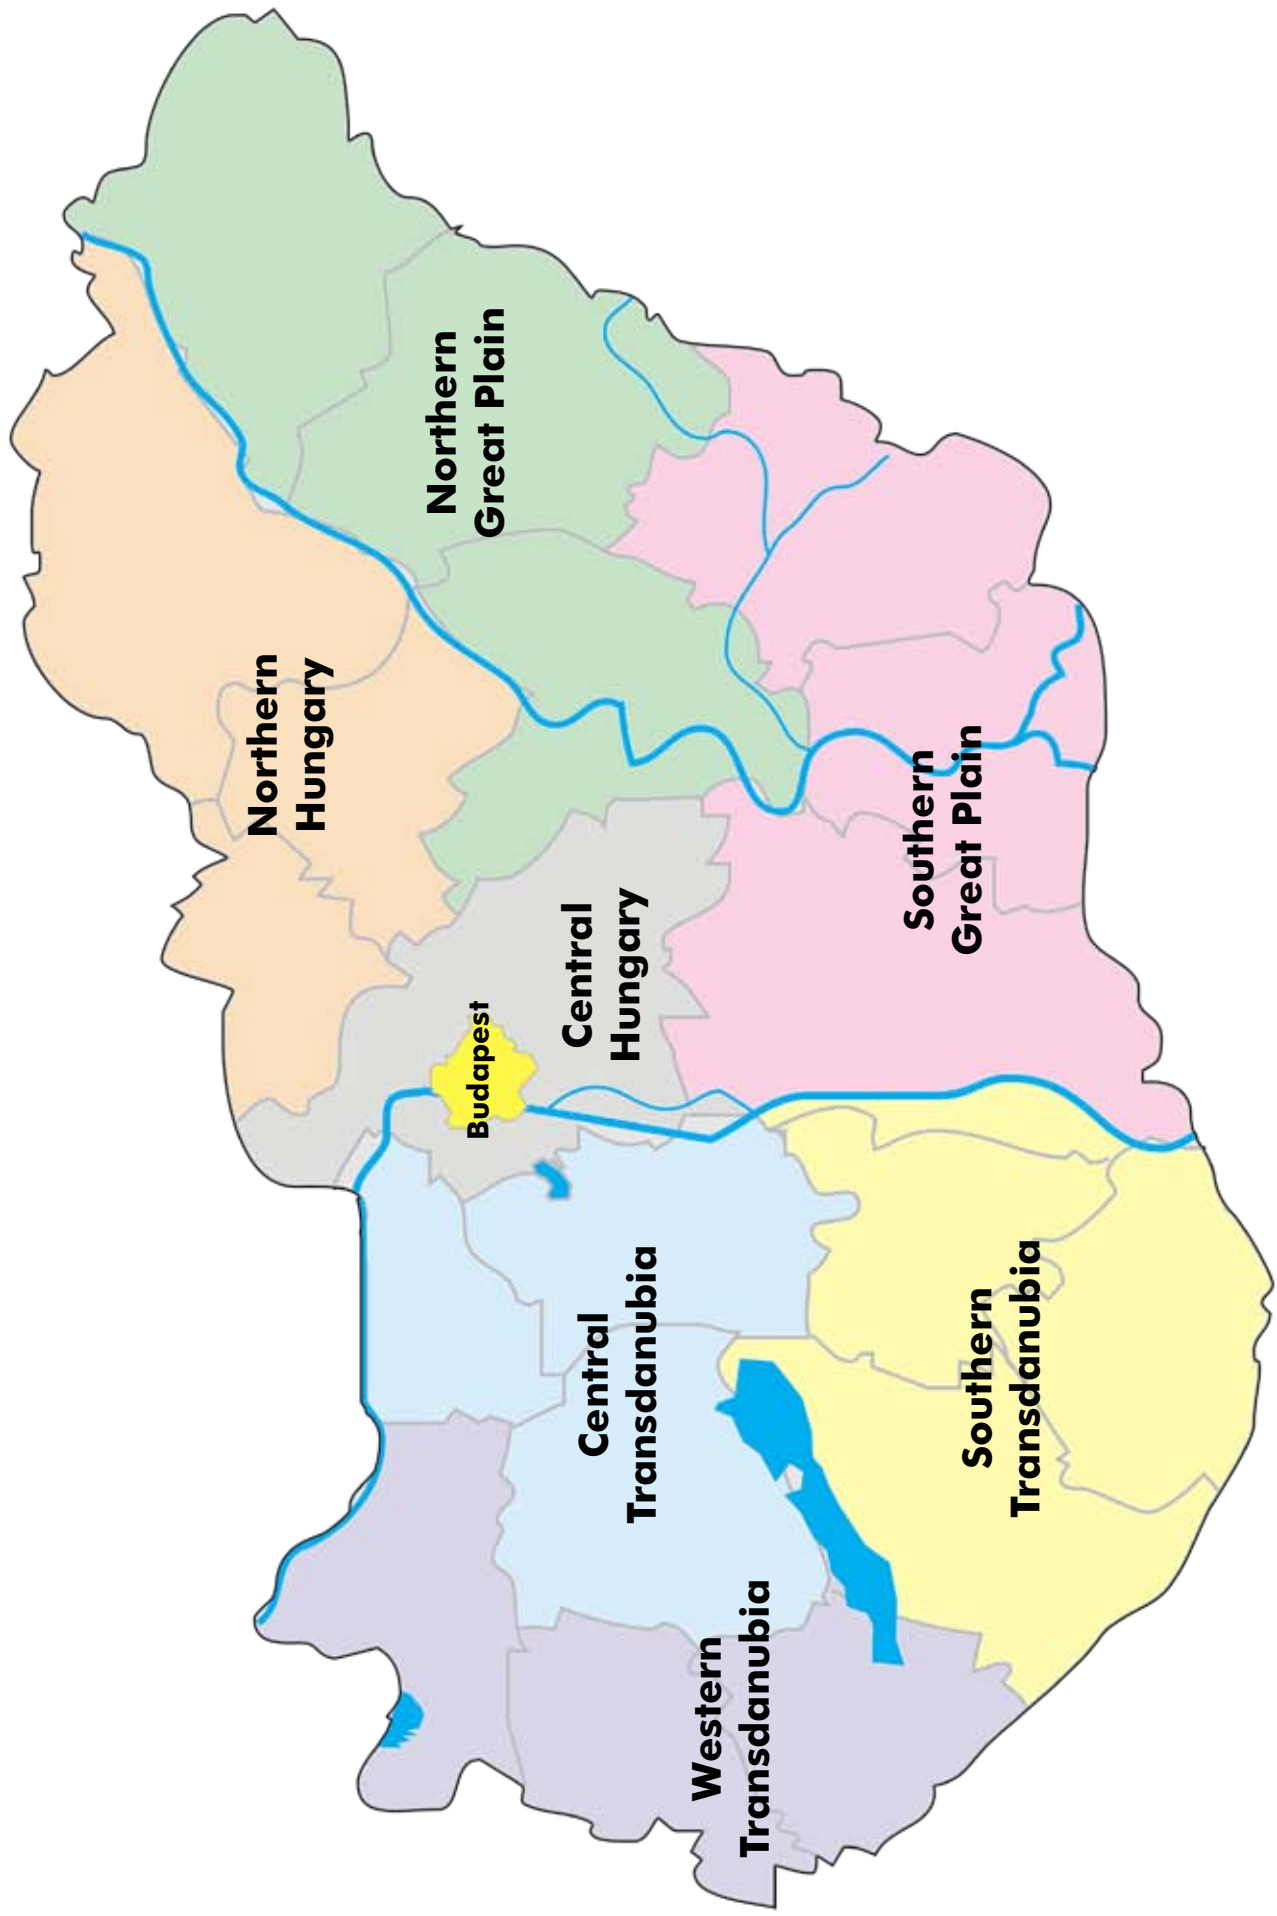 Northern
Hungary
Northern
Great Plain
Budapest
Central
Hungary
Southern
Great Plain
Central
Transdanubia
Western
Transdanubia
Southern
Transdanubia